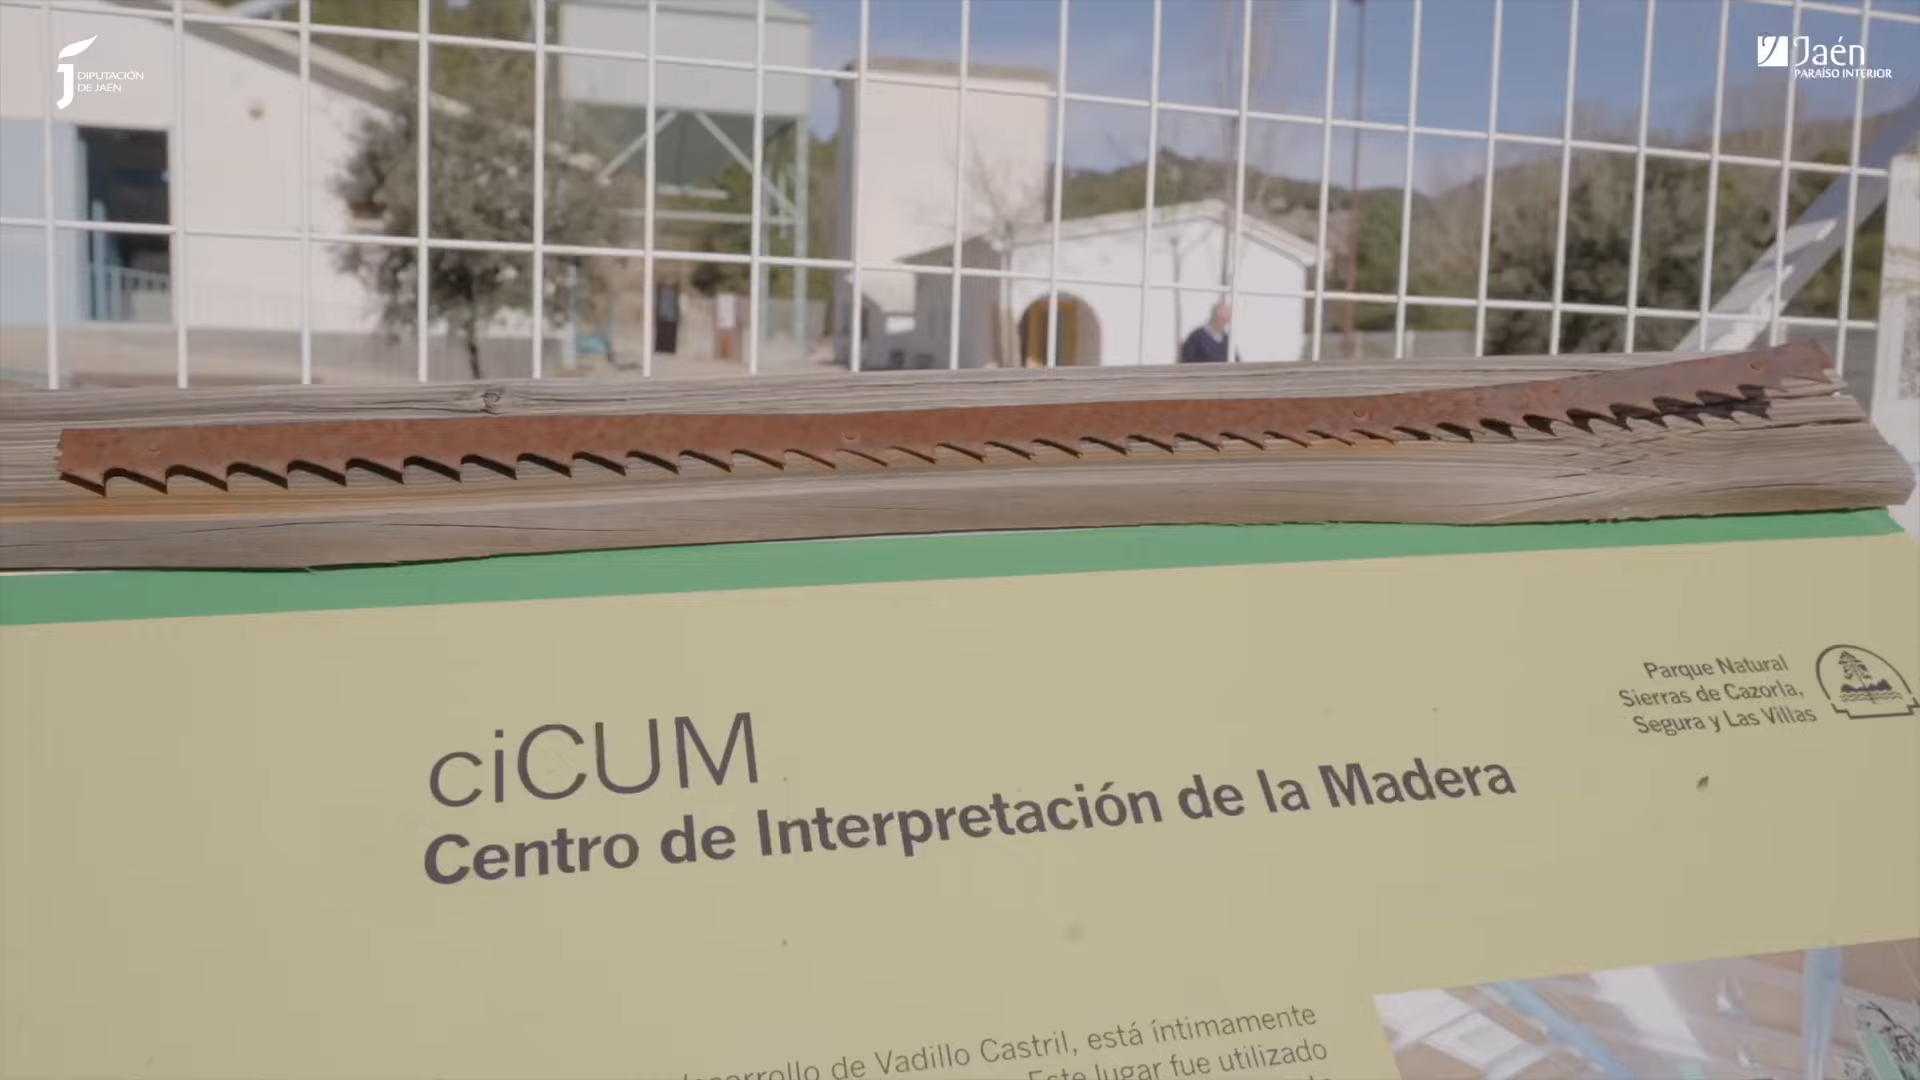 DIPUTACIÓN
DE JAÉN
Jaén
PARAÍSO INTERIOR
Parque Natural
Sierras de Cazorla,
Segura y Las Villas
ciCUM
Centro de Interpretación de la Madera
de Vadillo Castril, está íntimamente
Este lugar fue utilizado